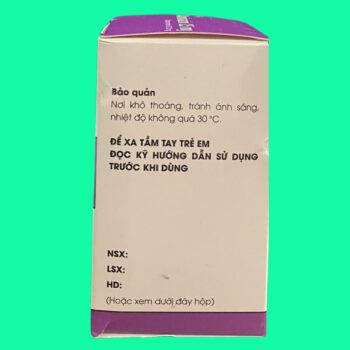 Bảo quản
Nơi khô thoáng, tránh ánh sáng,
nhiệt độ không quá 30 °C.
ĐỂ XA TẦM TAY TRẺ EM
ĐỌC KỸ HƯỚNG DẪN SỬ DỤNG
TRƯỚC KHI DÙNG
NSX:
LSX:
HD:
(Hoặc xem dưới đáy hộp)